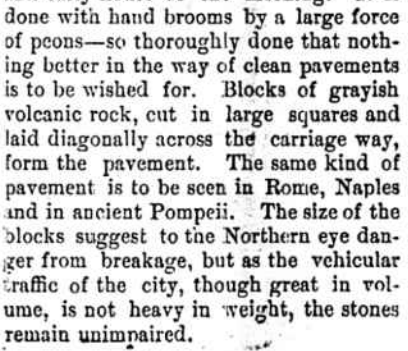 done with hand brooms by a large force
of peons—so thoroughly done that noth-
ing better in the way of clean pavements
is to be wished for. Blocks of grayish
volcanic rock, cut in large squares and
laid diagonally across the carriage way,
form the pavement. The same kind of
pavement is to be seen in Rome, Naples
and in ancient Pompeii. The size of the
blocks suggest to the Northern eye dan-
ger from breakage, but as the vehicular
traffic of the city, though great in vol-
ume, is not heavy in weight, the stones
remain unimpaired.